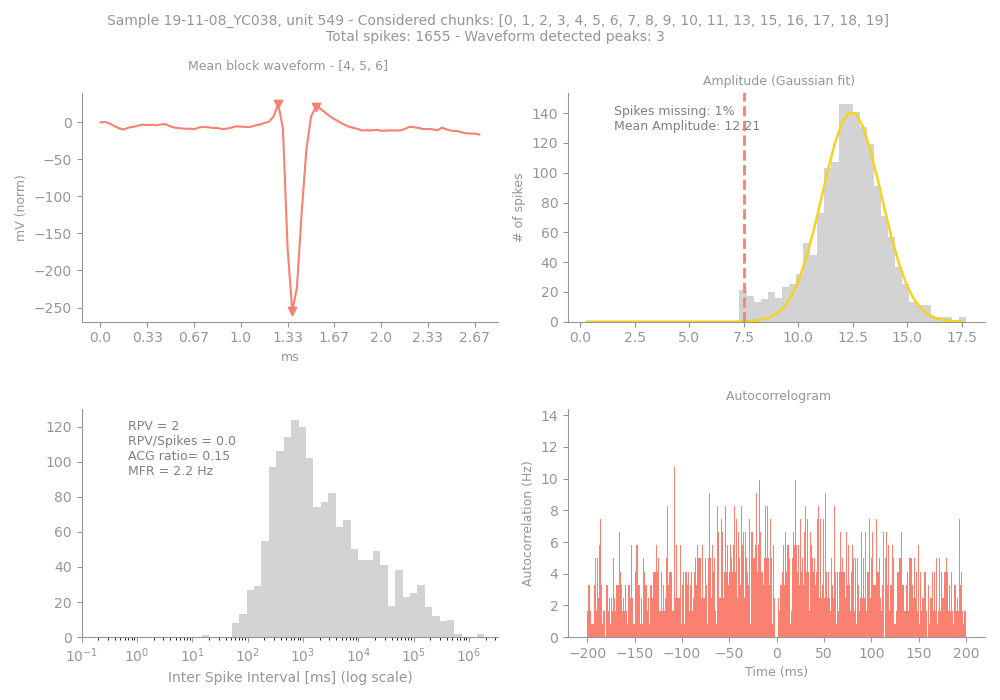 Sample 19-11-08_YC038, unit 549 - Considered chunks: [0, 1, 2, 3, 4, 5, 6, 7, 8, 9, 10, 11, 13, 15, 16, 17, 18, 19]
Total spikes: 1655 - Waveform detected peaks: 3
Mean block waveform - [4, 5, 6]
mV (norm)
0
−50
−100
−150
−200
−250
0.0 0.33 0.67 1.0 1.33 1.67 2.0 2.33 2.67
ms
Amplitude (Gaussian fit)
Spikes missing: 1%
Mean Amplitude: 12.21
# of spikes
140
120
100
80
60
40
20
0
0.0 2.5 5.0 7.5 10.0 12.5 15.0 17.5
RPV = 2
RPV/Spikes = 0.0
ACG ratio= 0.15
MFR = 2.2 Hz
120
100
80
60
40
20
0
10⁻¹ 10⁰ 10¹ 10² 10³ 10⁴ 10⁵ 10⁶
Inter Spike Interval [ms] (log scale)
Autocorrelogram
Autocorrelation (Hz)
14
12
10
8
6
4
2
0
−200 −150 −100 −50 0 50 100 150 200
Time (ms)